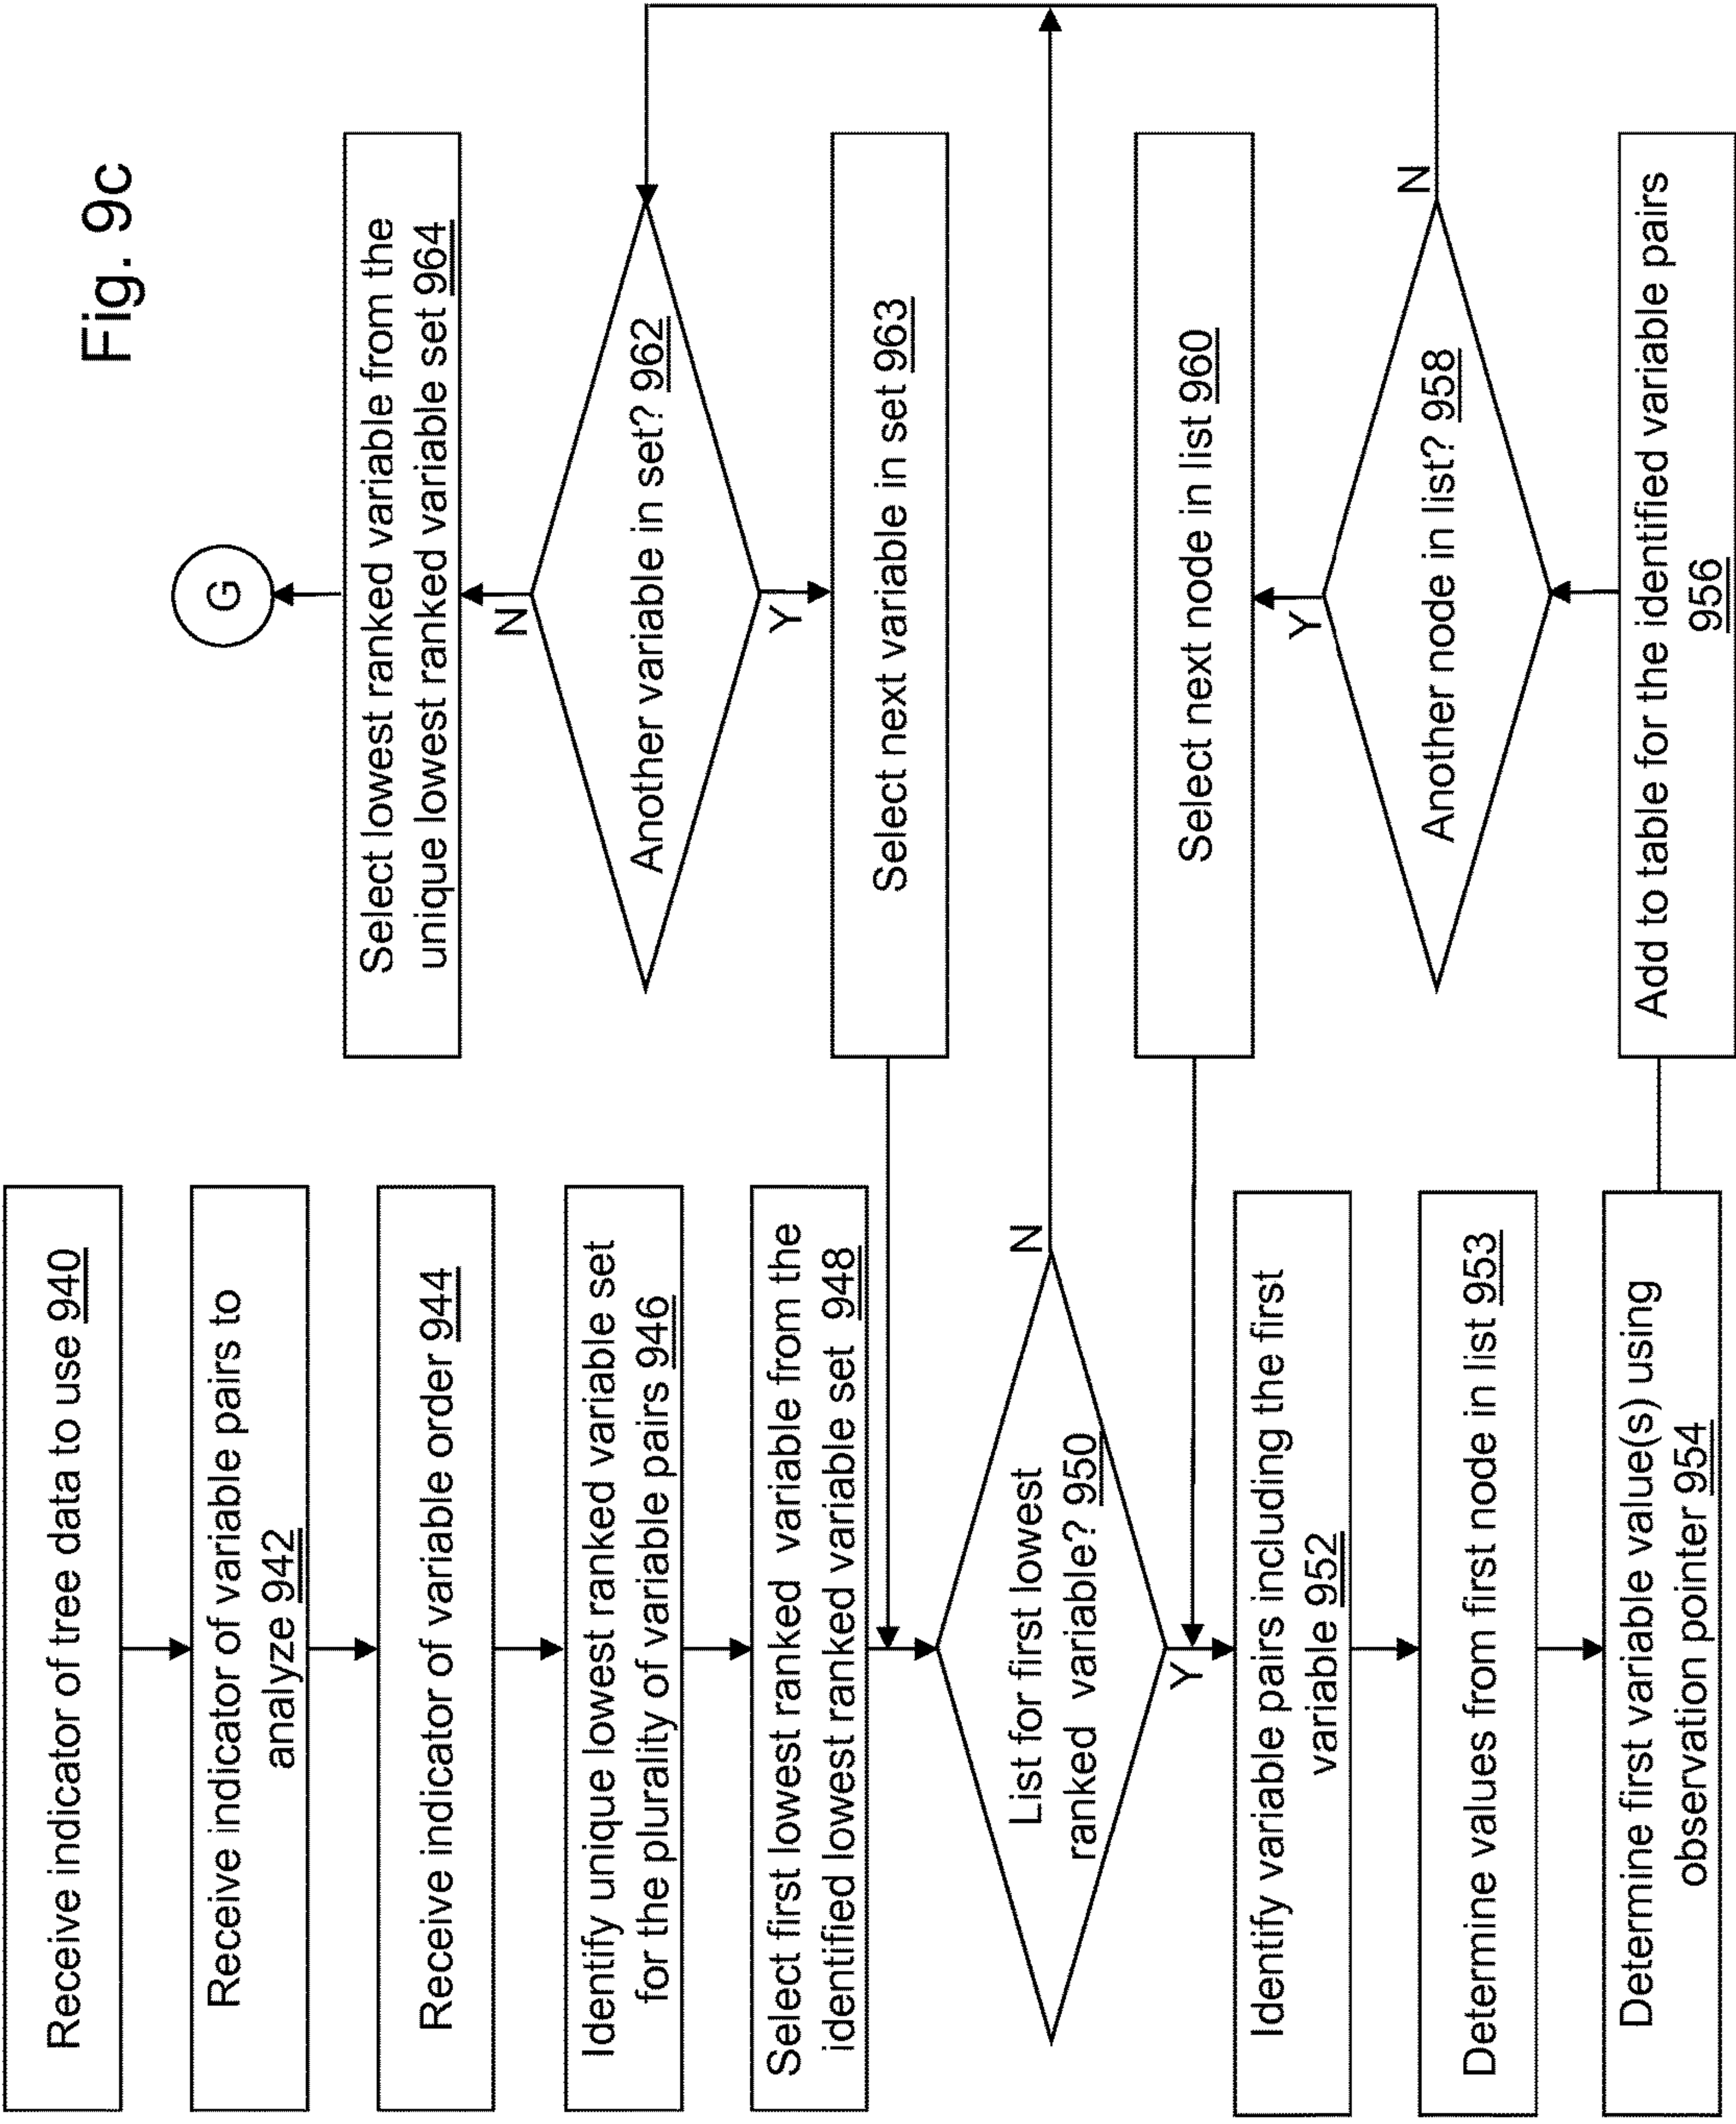 Fig. 9c
Receive indicator of tree data to use 940
Receive indicator of variable pairs to
analyze 942
Receive indicator of variable order 944
Identify unique lowest ranked variable set
for the plurality of variable pairs 946
Select first lowest ranked variable from the
identified lowest ranked variable set 948
List for first lowest
ranked variable? 950
N
Y
Identify variable pairs including the first
variable 952
Determine values from first node in list 953
Determine first variable value(s) using
observation pointer 954
G
Select lowest ranked variable from the
unique lowest ranked variable set 964
N
Another variable in set? 962
Y
Select next variable in set 963
Select next node in list 960
Y
Another node in list? 958
N
Add to table for the identified variable pairs
956